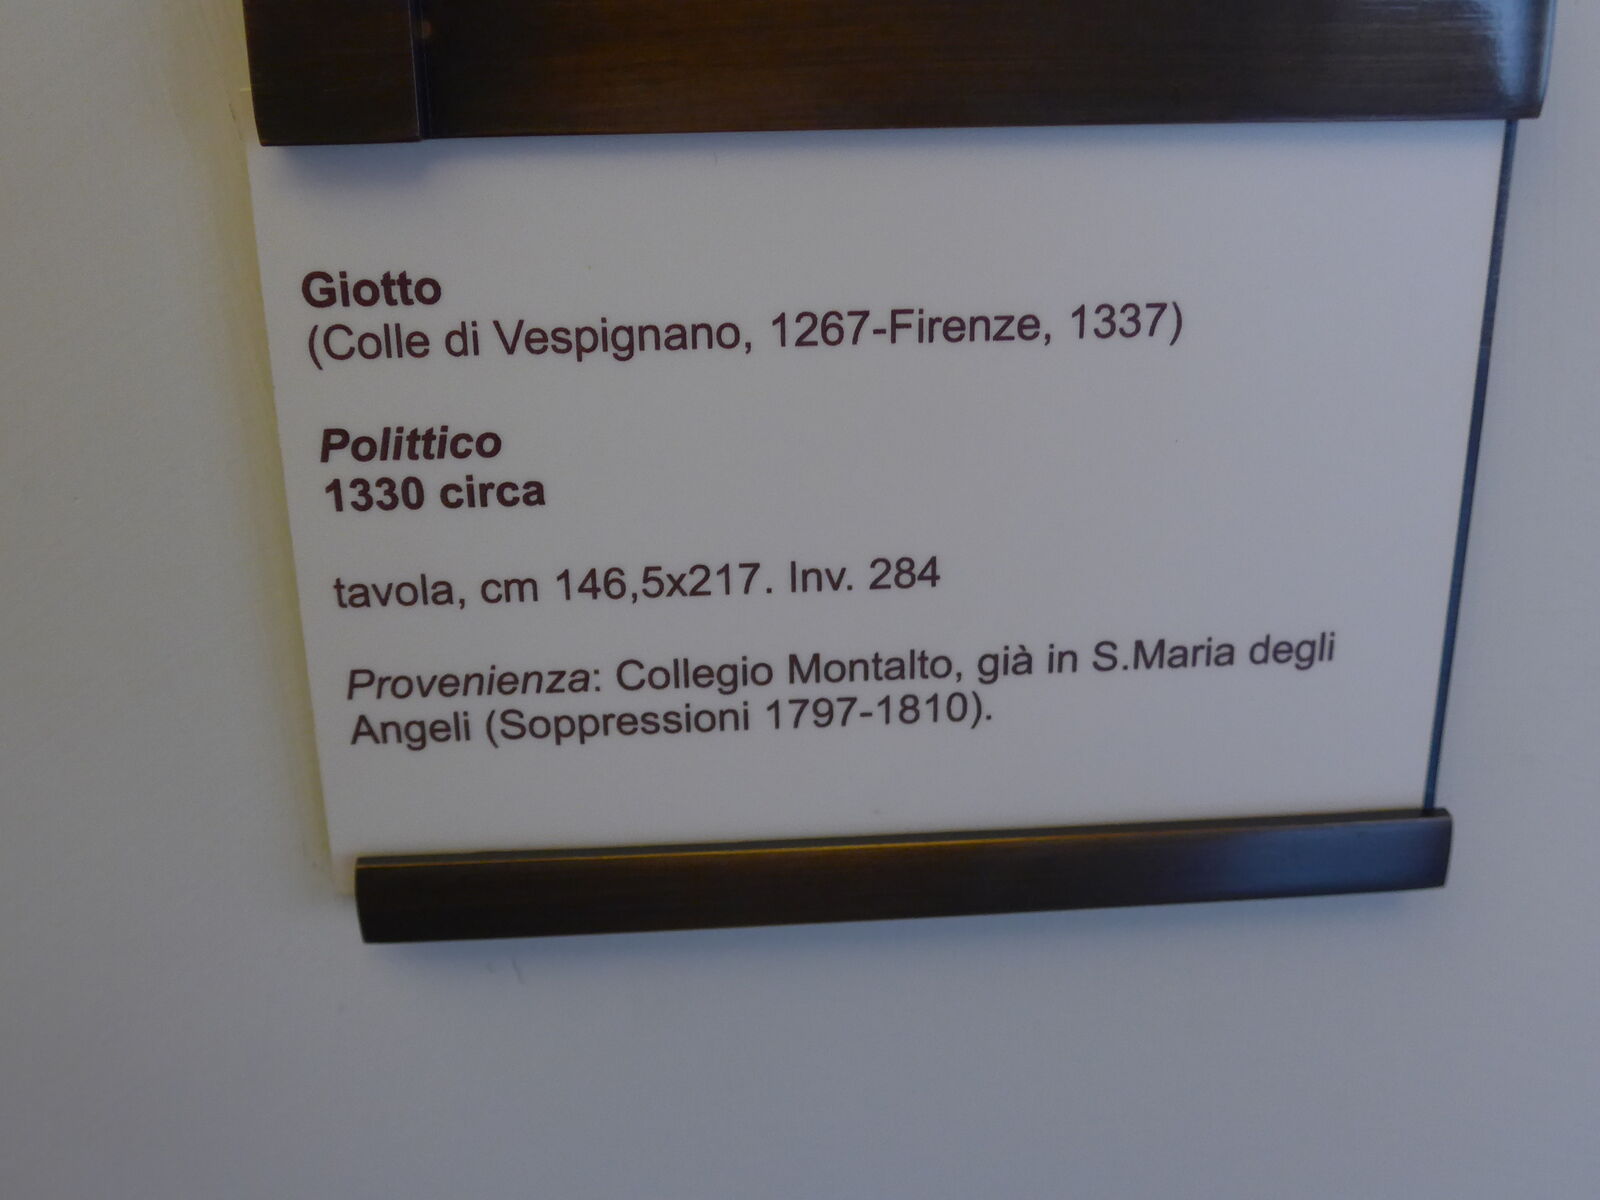 Giotto
(Colle di Vespignano, 1267-Firenze, 1337)
Polittico
1330 circa
tavola, cm 146,5x217. Inv. 284
Provenienza: Collegio Montalto, già in S.Maria degli
Angeli (Soppressioni 1797-1810).